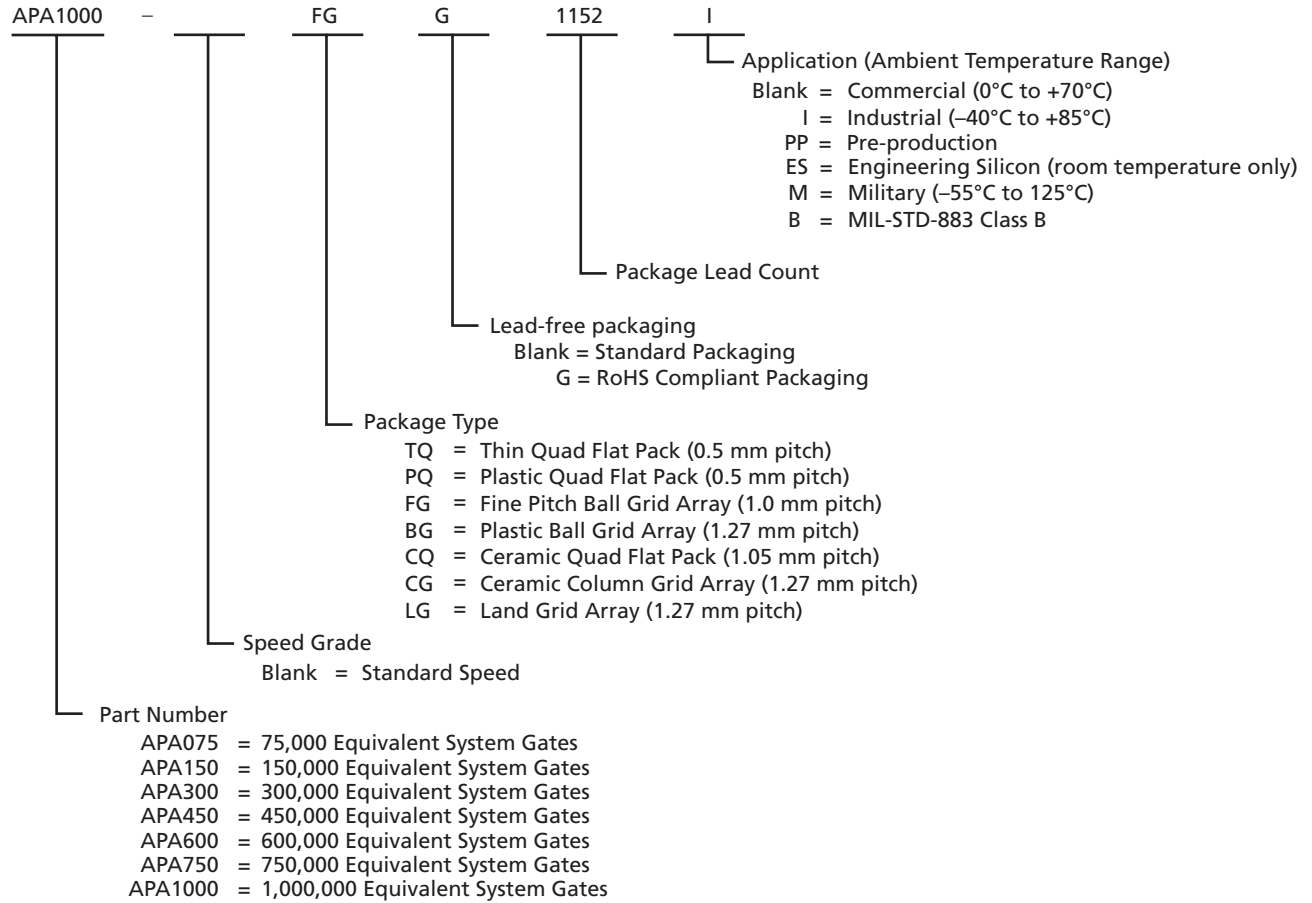 APA1000 – FG G 1152 I
Application (Ambient Temperature Range)
Blank = Commercial (0°C to +70°C)
I = Industrial (–40°C to +85°C)
PP = Pre-production
ES = Engineering Silicon (room temperature only)
M = Military (–55°C to 125°C)
B = MIL-STD-883 Class B
Package Lead Count
Lead-free packaging
Blank = Standard Packaging
G = RoHS Compliant Packaging
Package Type
TQ = Thin Quad Flat Pack (0.5 mm pitch)
PQ = Plastic Quad Flat Pack (0.5 mm pitch)
FG = Fine Pitch Ball Grid Array (1.0 mm pitch)
BG = Plastic Ball Grid Array (1.27 mm pitch)
CQ = Ceramic Quad Flat Pack (1.05 mm pitch)
CG = Ceramic Column Grid Array (1.27 mm pitch)
LG = Land Grid Array (1.27 mm pitch)
Speed Grade
Blank = Standard Speed
Part Number
APA075 = 75,000 Equivalent System Gates
APA150 = 150,000 Equivalent System Gates
APA300 = 300,000 Equivalent System Gates
APA450 = 450,000 Equivalent System Gates
APA600 = 600,000 Equivalent System Gates
APA750 = 750,000 Equivalent System Gates
APA1000 = 1,000,000 Equivalent System Gates